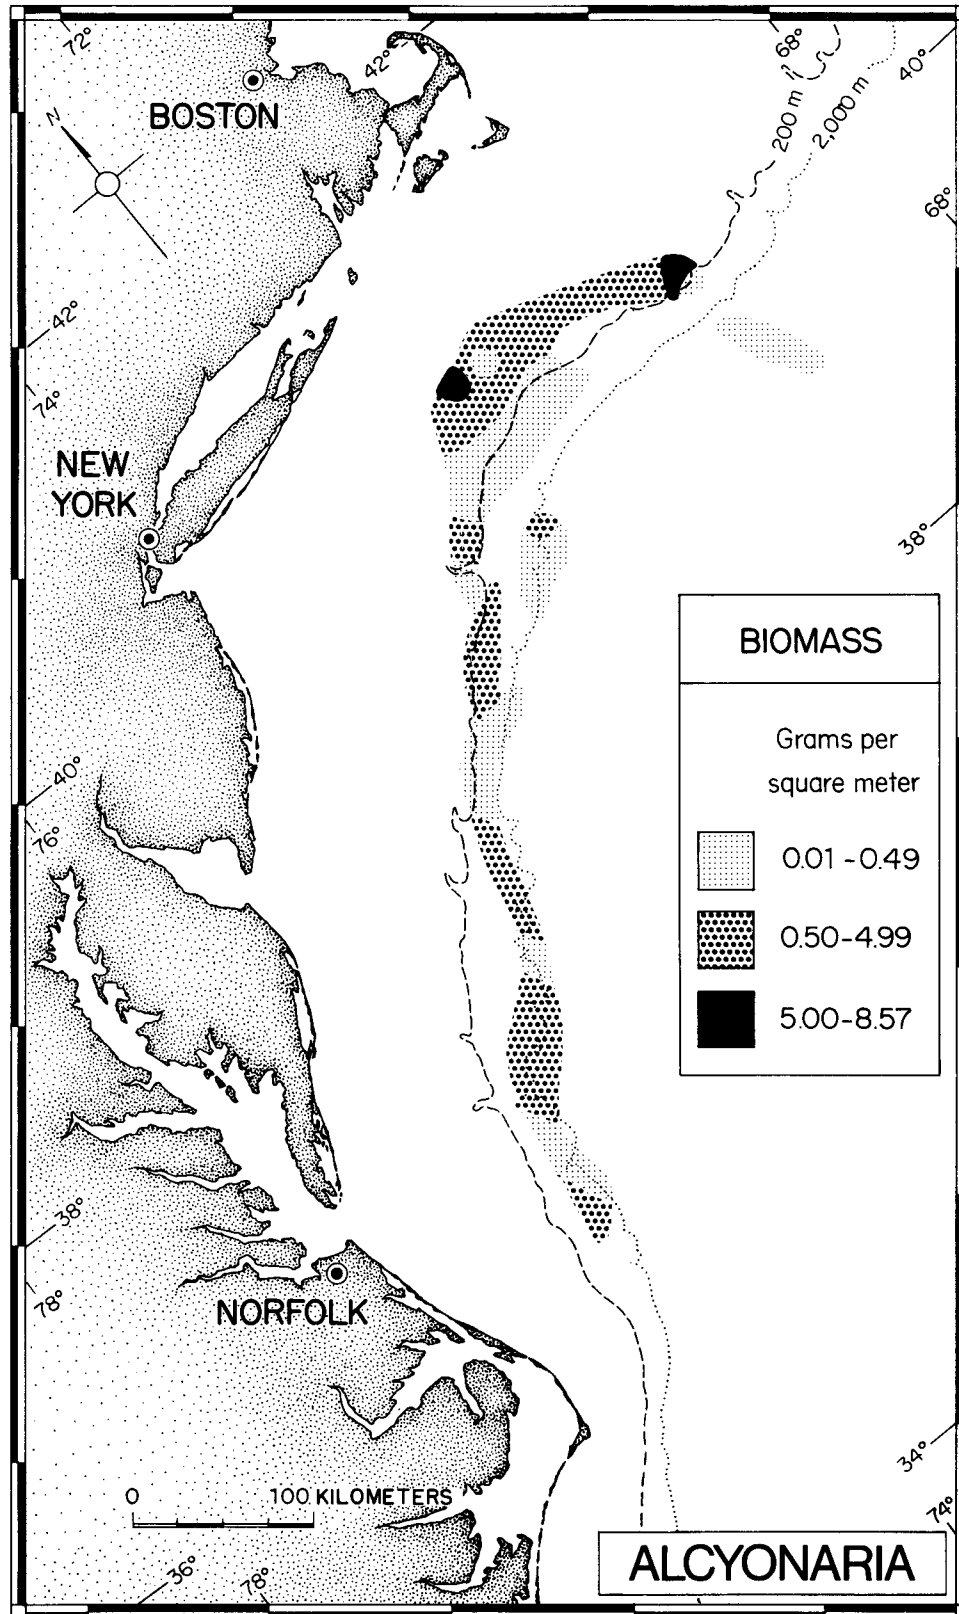 72°
42°
68°
40°
BOSTON
N
200 m
2,000 m
68°
42°
74°
NEW
YORK
38°
BIOMASS
Grams per
square meter
0.01 -0.49
0.50-4.99
5.00-8.57
40°
76°
38°
78°
NORFOLK
34°
74°
0 100 KILOMETERS
36°
78°
ALCYONARIA